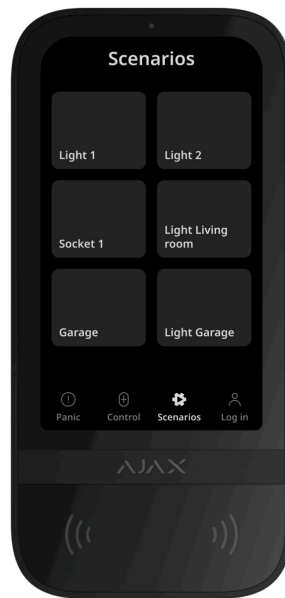 Scenarios
Light 1
Light 2
Socket 1
Light Living
room
Garage
Light Garage
Panic
Control
Scenarios
Log in
AJAX